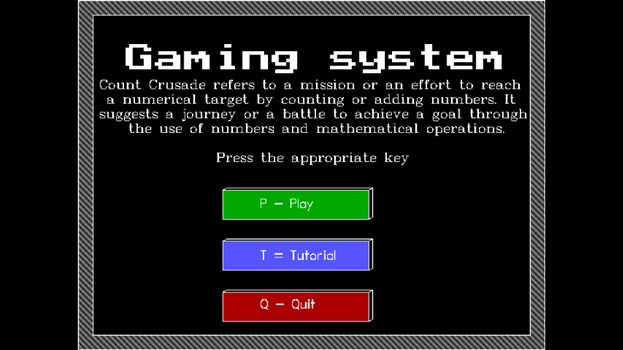 Gaming system
Count Crusade refers to a mission or an effort to reach
a numerical target by counting or adding numbers. It
suggests a journey or a battle to achieve a goal through
the use of numbers and mathematical operations.
Press the appropriate key
P - Play
T = Tutorial
Q - Quit